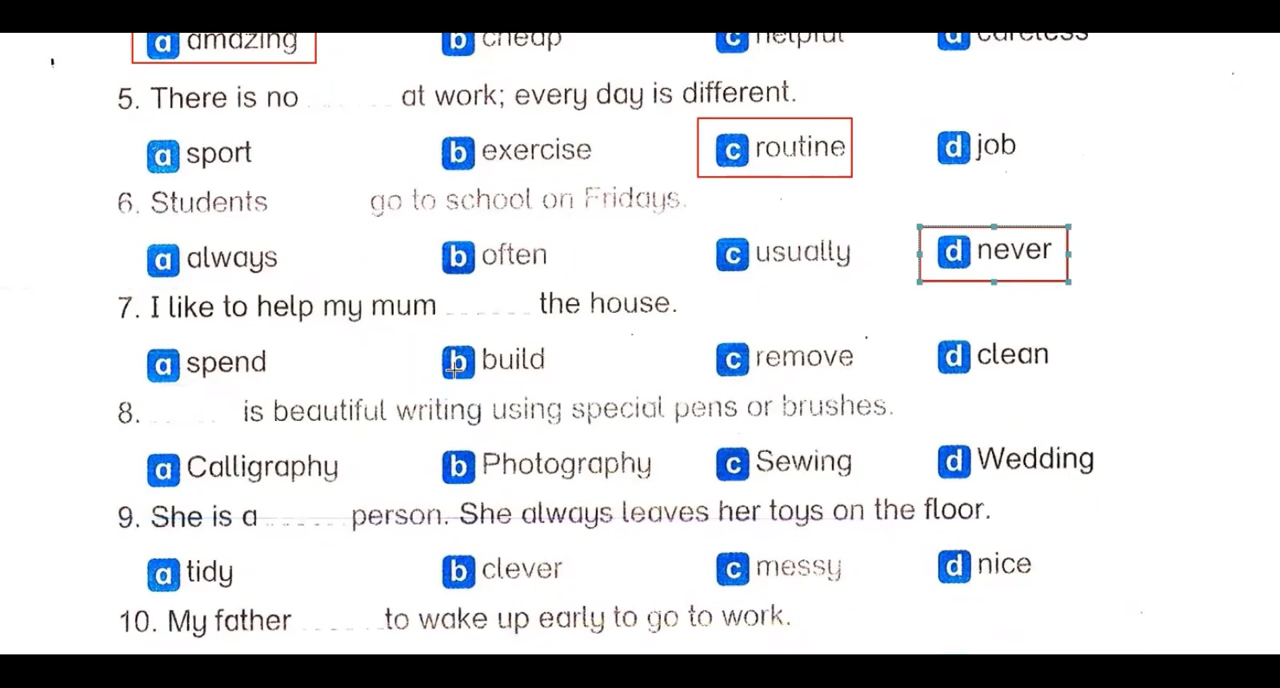 a amazing b cheap c helpful d careless
5. There is no ...... at work; every day is different.
a sport b exercise c routine d job
6. Students go to school on Fridays.
a always b often c usually d never
7. I like to help my mum ...... the house.
a spend b build c remove d clean
8. ...... is beautiful writing using special pens or brushes.
a Calligraphy b Photography c Sewing d Wedding
9. She is a ...... person. She always leaves her toys on the floor.
a tidy b clever c messy d nice
10. My father ...... to wake up early to go to work.